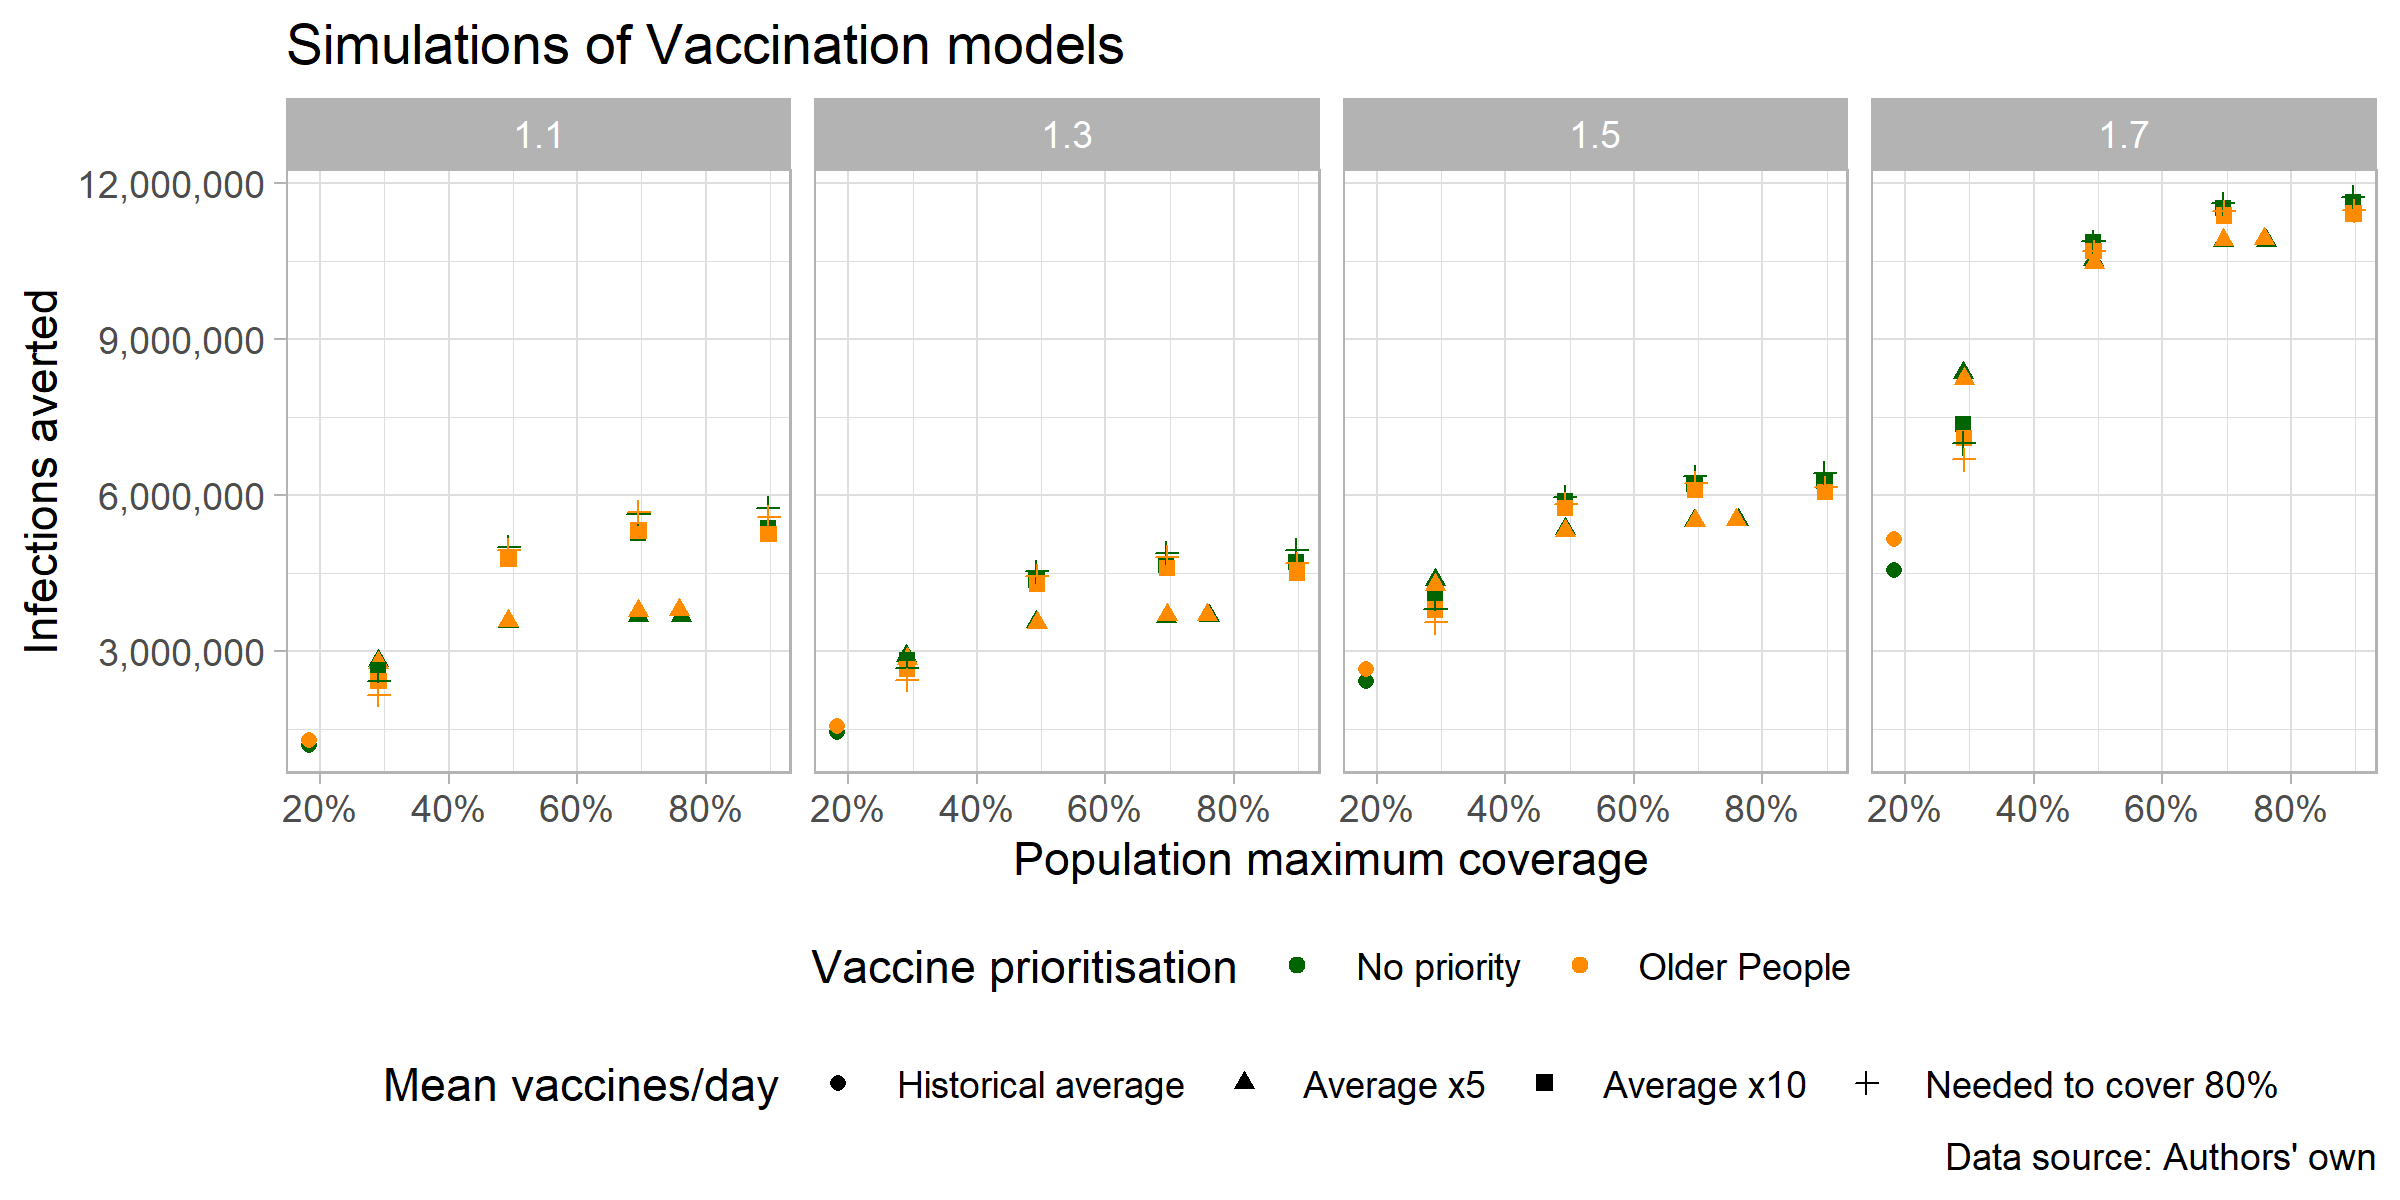 Simulations of Vaccination models
1.1 1.3 1.5 1.7
12,000,000
9,000,000
6,000,000
3,000,000
Infections averted
20% 40% 60% 80% 20% 40% 60% 80% 20% 40% 60% 80% 20% 40% 60% 80%
Population maximum coverage
Vaccine prioritisation No priority Older People
Mean vaccines/day Historical average Average x5 Average x10 Needed to cover 80%
Data source: Authors' own